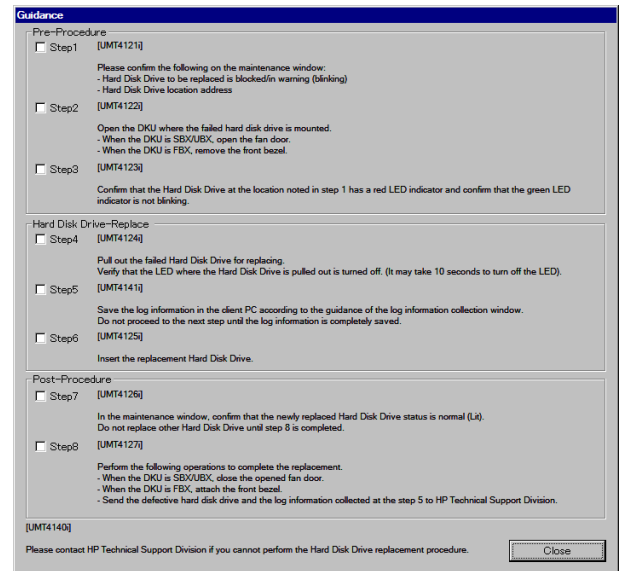 Guidance
Pre-Procedure
Step1 [UMT4121i]
Please confirm the following on the maintenance window:
- Hard Disk Drive to be replaced is blocked/in warning (blinking)
- Hard Disk Drive location address
Step2 [UMT4122i]
Open the DKU where the failed hard disk drive is mounted.
- When the DKU is SBX/UBX, open the fan door.
- When the DKU is FBX, remove the front bezel.
Step3 [UMT4123i]
Confirm that the Hard Disk Drive at the location noted in step 1 has a red LED indicator and confirm that the green LED
indicator is not blinking.
Hard Disk Drive-Replace
Step4 [UMT4124i]
Pull out the failed Hard Disk Drive for replacing.
Verify that the LED where the Hard Disk Drive is pulled out is turned off. (It may take 10 seconds to turn off the LED).
Step5 [UMT4141i]
Save the log information in the client PC according to the guidance of the log information collection window.
Do not proceed to the next step until the log information is completely saved.
Step6 [UMT4125i]
Insert the replacement Hard Disk Drive.
Post-Procedure
Step7 [UMT4126i]
In the maintenance window, confirm that the newly replaced Hard Disk Drive status is normal (Lit).
Do not replace other Hard Disk Drive until step 8 is completed.
Step8 [UMT4127i]
Perform the following operations to complete the replacement.
- When the DKU is SBX/UBX, close the opened fan door.
- When the DKU is FBX, attach the front bezel.
- Send the defective hard disk drive and the log information collected at the step 5 to HP Technical Support Division.
[UMT4140i]
Please contact HP Technical Support Division if you cannot perform the Hard Disk Drive replacement procedure.
Close